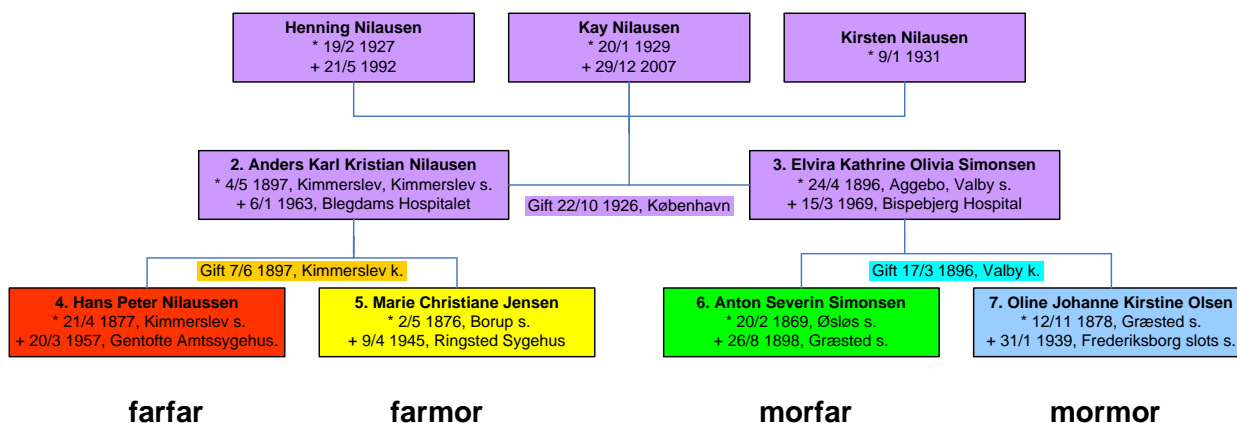 Henning Nilausen
* 19/2 1927
+ 21/5 1992
Kay Nilausen
* 20/1 1929
+ 29/12 2007
Kirsten Nilausen
* 9/1 1931
2. Anders Karl Kristian Nilausen
* 4/5 1897, Kimmerslev, Kimmerslev s.
+ 6/1 1963, Blegdams Hospitalet
3. Elvira Kathrine Olivia Simonsen
* 24/4 1896, Aggebo, Valby s.
+ 15/3 1969, Bispebjerg Hospital
Gift 22/10 1926, København
Gift 7/6 1897, Kimmerslev k.
Gift 17/3 1896, Valby k.
4. Hans Peter Nilaussen
* 21/4 1877, Kimmerslev s.
+ 20/3 1957, Gentofte Amtssygehus.
5. Marie Christiane Jensen
* 2/5 1876, Borup s.
+ 9/4 1945, Ringsted Sygehus
6. Anton Severin Simonsen
* 20/2 1869, Øsløs s.
+ 26/8 1898, Græsted s.
7. Oline Johanne Kirstine Olsen
* 12/11 1878, Græsted s.
+ 31/1 1939, Frederiksborg slots s.
farfar
farmor
morfar
mormor